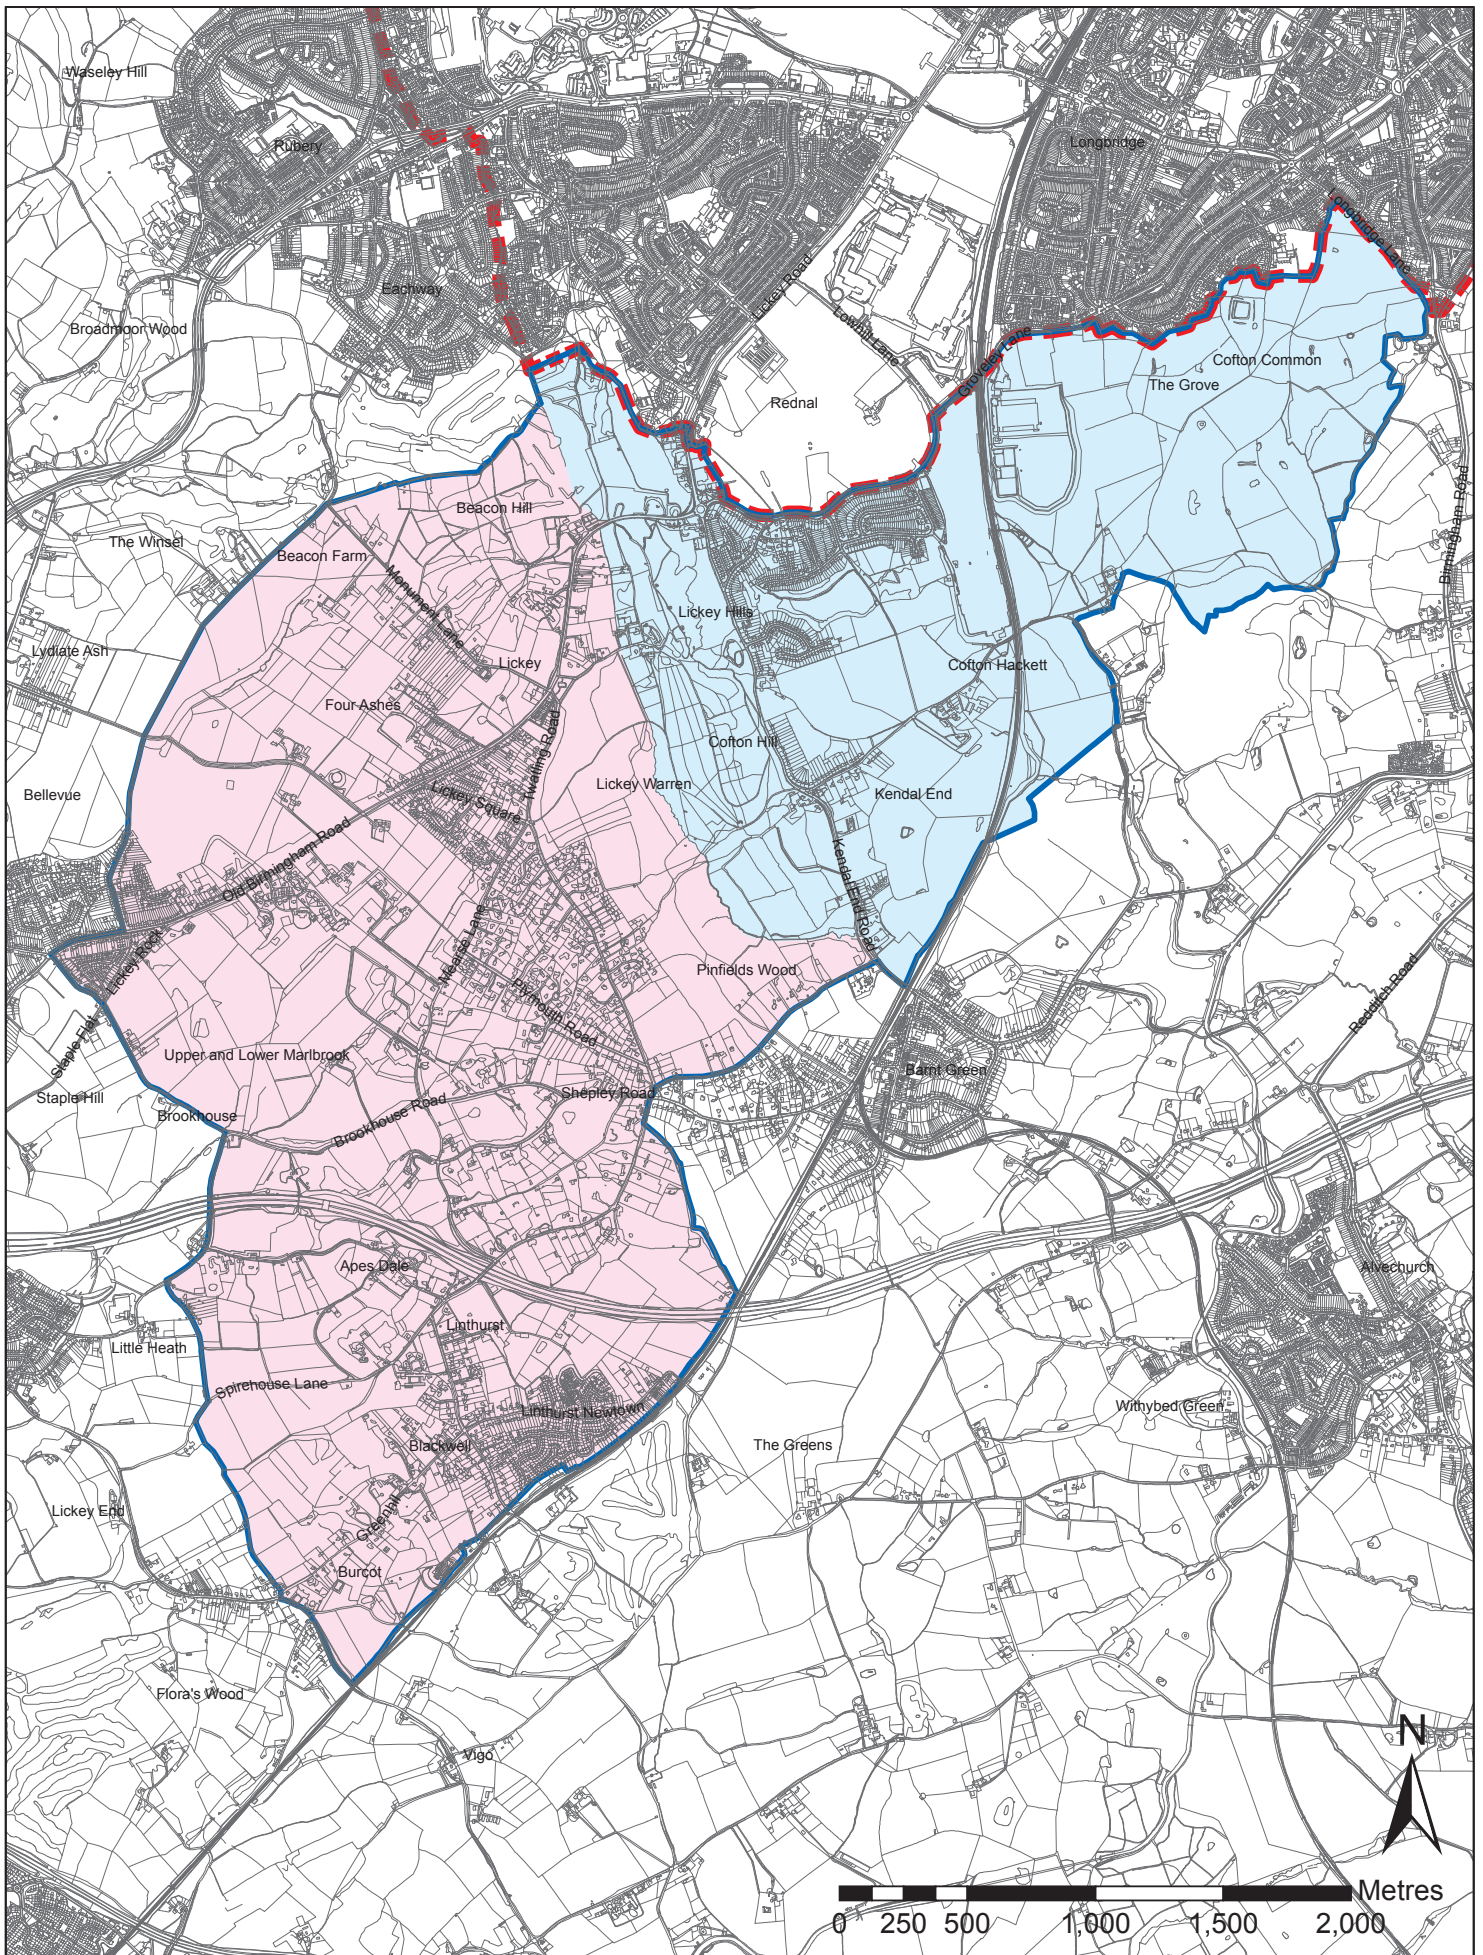 Waseley Hill
Rubery
Longbridge
Longbridge Lane
Eachway
Lickey Road
Broadmoor Wood
Lowhill Lane
Groveley Lane
Cofton Common
The Grove
Rednal
Beacon Hill
Birmingham Road
The Winsel
Beacon Farm
Monument Lane
Lickey Hills
Lydiate Ash
Lickey
Cofton Hackett
Four Ashes
Twatling Road
Cofton Hill
Lickey Warren
Lickey Square
Bellevue
Kendal End
Old Birmingham Road
Kendal End Road
Mearse Lane
Lickey Rock
Pinfields Wood
Plymouth Road
Redditch Road
Staple Flat
Upper and Lower Marlbrook
Barnt Green
Staple Hill
Shepley Road
Brookhouse
Brookhouse Road
Apes Dale
Alvechurch
Linthurst
Little Heath
Spirehouse Lane
Linthurst Newtown
Withybed Green
Blackwell
The Greens
Lickey End
Greenhill
Burcot
Flora's Wood
Vigo
N
Metres
0 250 500 1,000 1,500 2,000